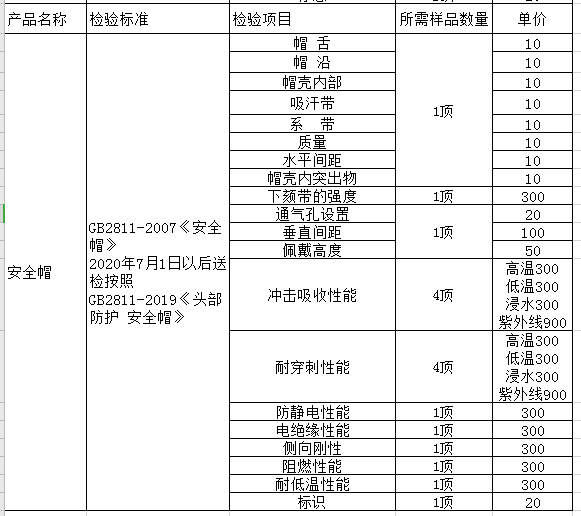 产品名称 检验标准 检验项目 所需样品数量 单价
帽 舌 10
帽 沿 10
帽壳内部 10
吸汗带 10
1顶
系 带 10
质量 10
水平间距 10
帽壳内突出物 10
下颏带的强度 1顶 300
通气孔设置 20
垂直间距 1顶 100
佩戴高度 50
安全帽
GB2811-2007《安全
帽》
2020年7月1日以后送
检按照
GB2811-2019《头部
防护 安全帽》
冲击吸收性能 4顶
高温300
低温300
浸水300
紫外线900
耐穿刺性能 4顶
高温300
低温300
浸水300
紫外线900
防静电性能 1顶 300
电绝缘性能 1顶 300
侧向刚性 1顶 300
阻燃性能 1顶 300
耐低温性能 1顶 300
标识 1顶 20